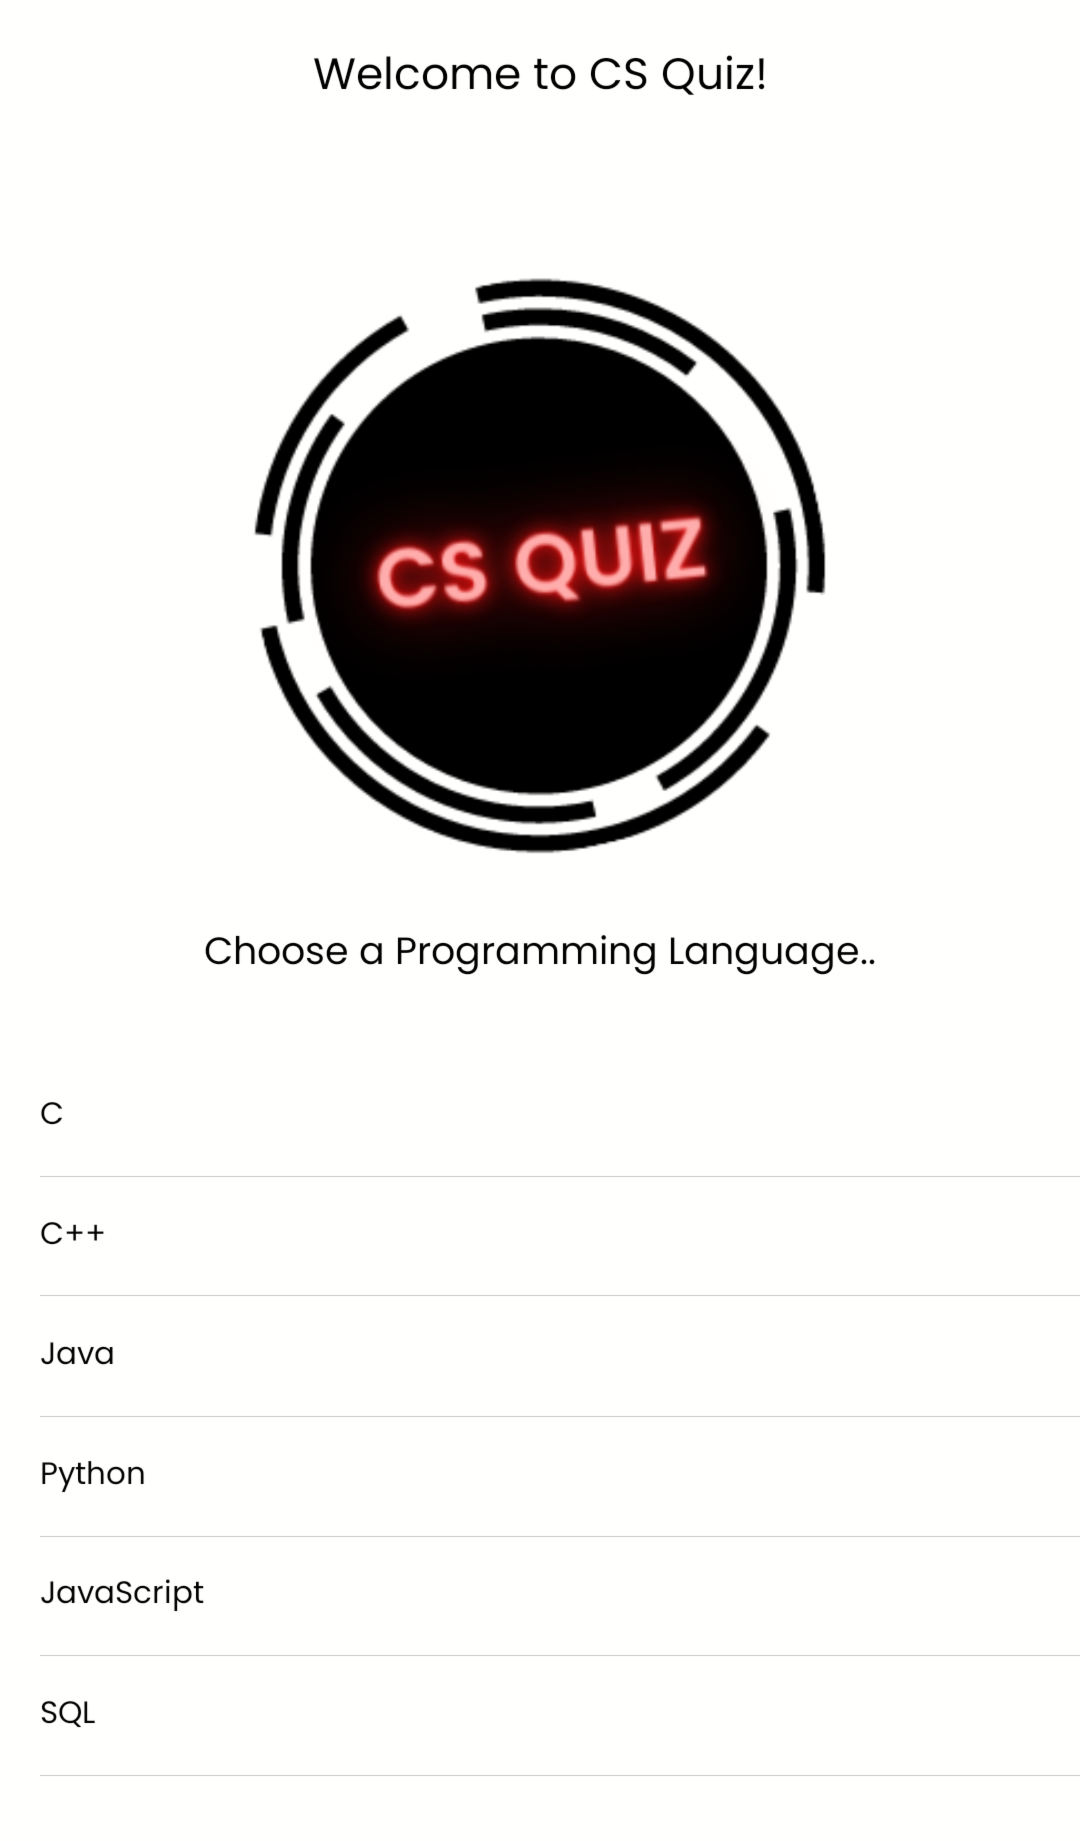 Welcome to CS Quiz!
CS QUIZ
Choose a Programming Language..
C
C++
Java
Python
JavaScript
SQL